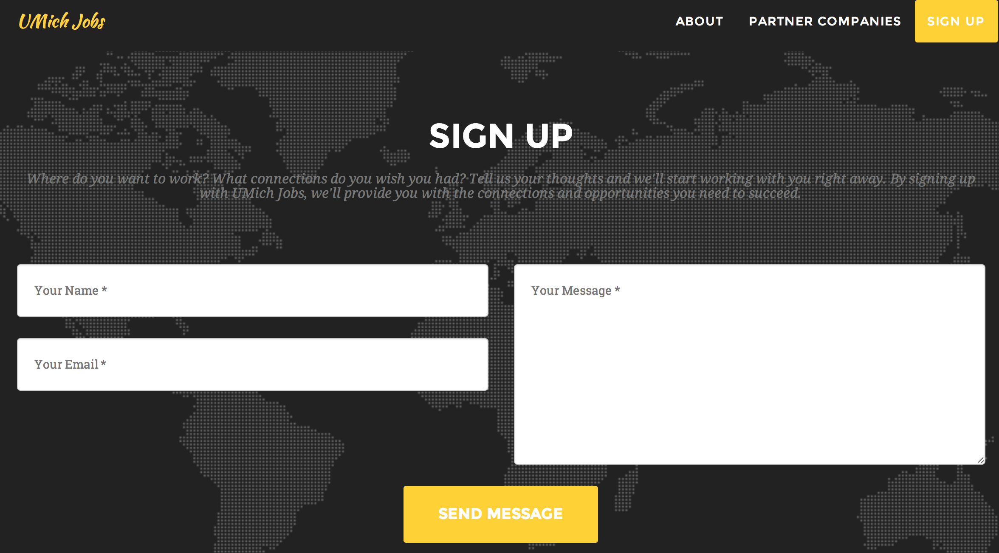 UMich Jobs
ABOUT
PARTNER COMPANIES
SIGN UP
SIGN UP
Where do you want to work? What connections do you wish you had? Tell us your thoughts and we'll start working with you right away. By signing up
with UMich Jobs, we'll provide you with the connections and opportunities you need to succeed.
Your Name *
Your Message *
Your Email *
SEND MESSAGE